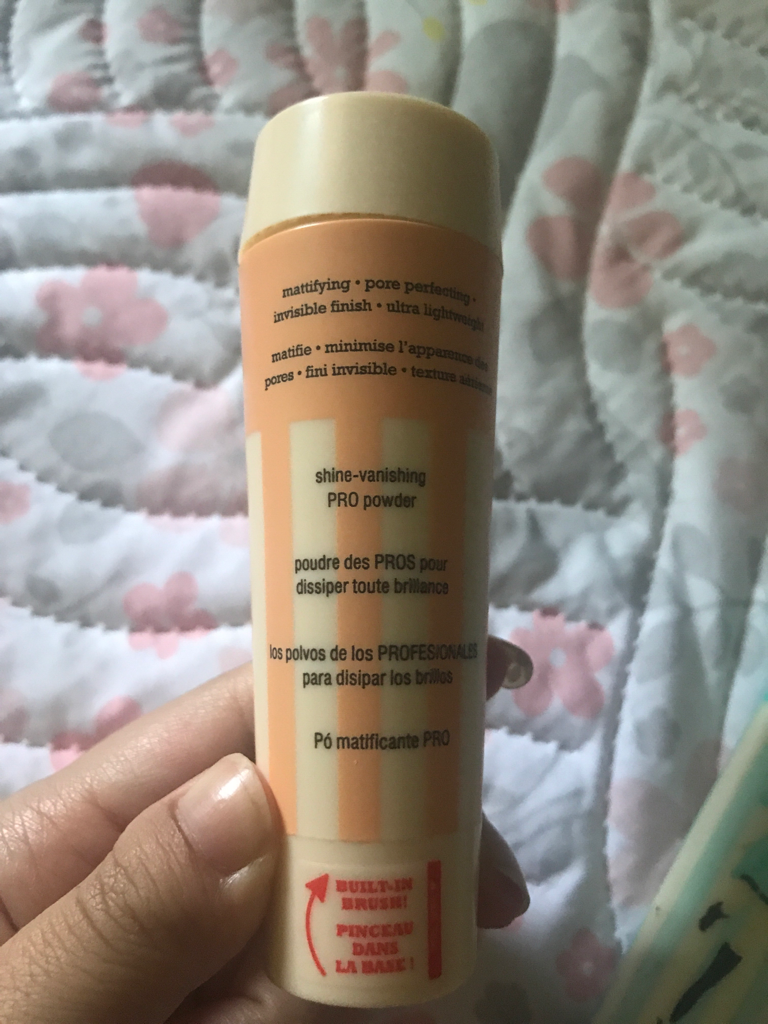 mattifying • pore perfecting •
invisible finish • ultra lightweight
matifie • minimise l'apparence des
pores • fini invisible • texture aérienne
shine-vanishing
PRO powder
poudre des PROS pour
dissiper toute brillance
los polvos de los PROFESIONALES
para disipar los brillos
Pó matificante PRO
BUILT-IN
BRUSH!
PINCEAU
DANS
LA BASE !